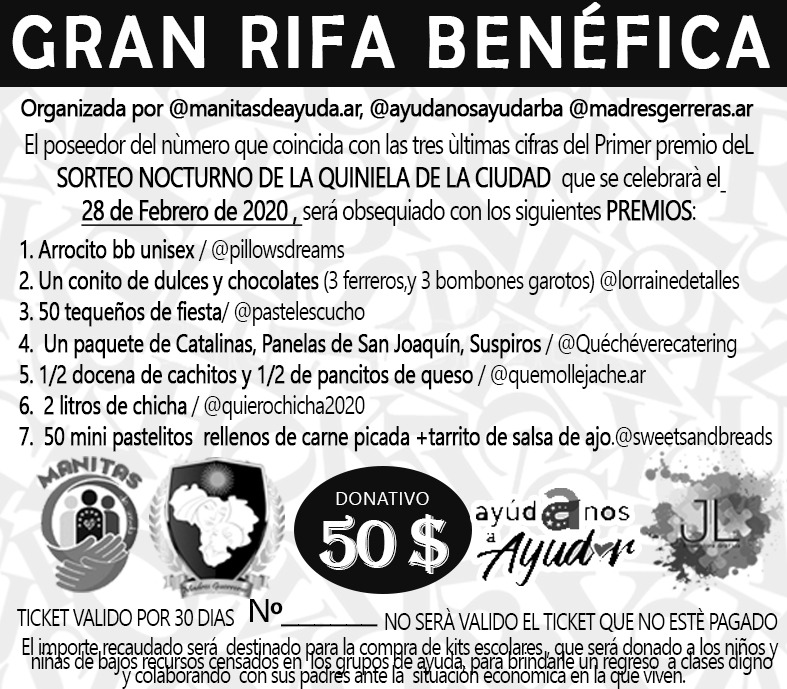 GRAN RIFA BENÉFICA
Organizada por @manitasdeayuda.ar, @ayudanosayudarba @madresgerreras.ar
El poseedor del nùmero que coincida con las tres ùltimas cifras del Primer premio deL
SORTEO NOCTURNO DE LA QUINIELA DE LA CIUDAD que se celebrarà el_
28 de Febrero de 2020 , será obsequiado con los siguientes PREMIOS:
1. Arrocito bb unisex / @pillowsdreams
2. Un conito de dulces y chocolates (3 ferreros,y 3 bombones garotos) @lorrainedetalles
3. 50 tequeños de fiesta/ @pastelescucho
4. Un paquete de Catalinas, Panelas de San Joaquín, Suspiros / @Quéchéverecatering
5. 1/2 docena de cachitos y 1/2 de pancitos de queso / @quemollejache.ar
6. 2 litros de chicha / @quierochicha2020
7. 50 mini pastelitos rellenos de carne picada +tarrito de salsa de ajo.@sweetsandbreads
MANITAS
Madres Guerreras
DONATIVO
50 $
ayúdanos
a
Ayudar
JL
TICKET VALIDO POR 30 DIAS Nº________ NO SERÀ VALIDO EL TICKET QUE NO ESTÈ PAGADO
El importe recaudado será destinado para la compra de kits escolares, que será donado a los niños y
niñas de bajos recursos censados en los grupos de ayuda, para brindarle un regreso a clases digno
y colaborando con sus padres ante la situación economica en la que viven.